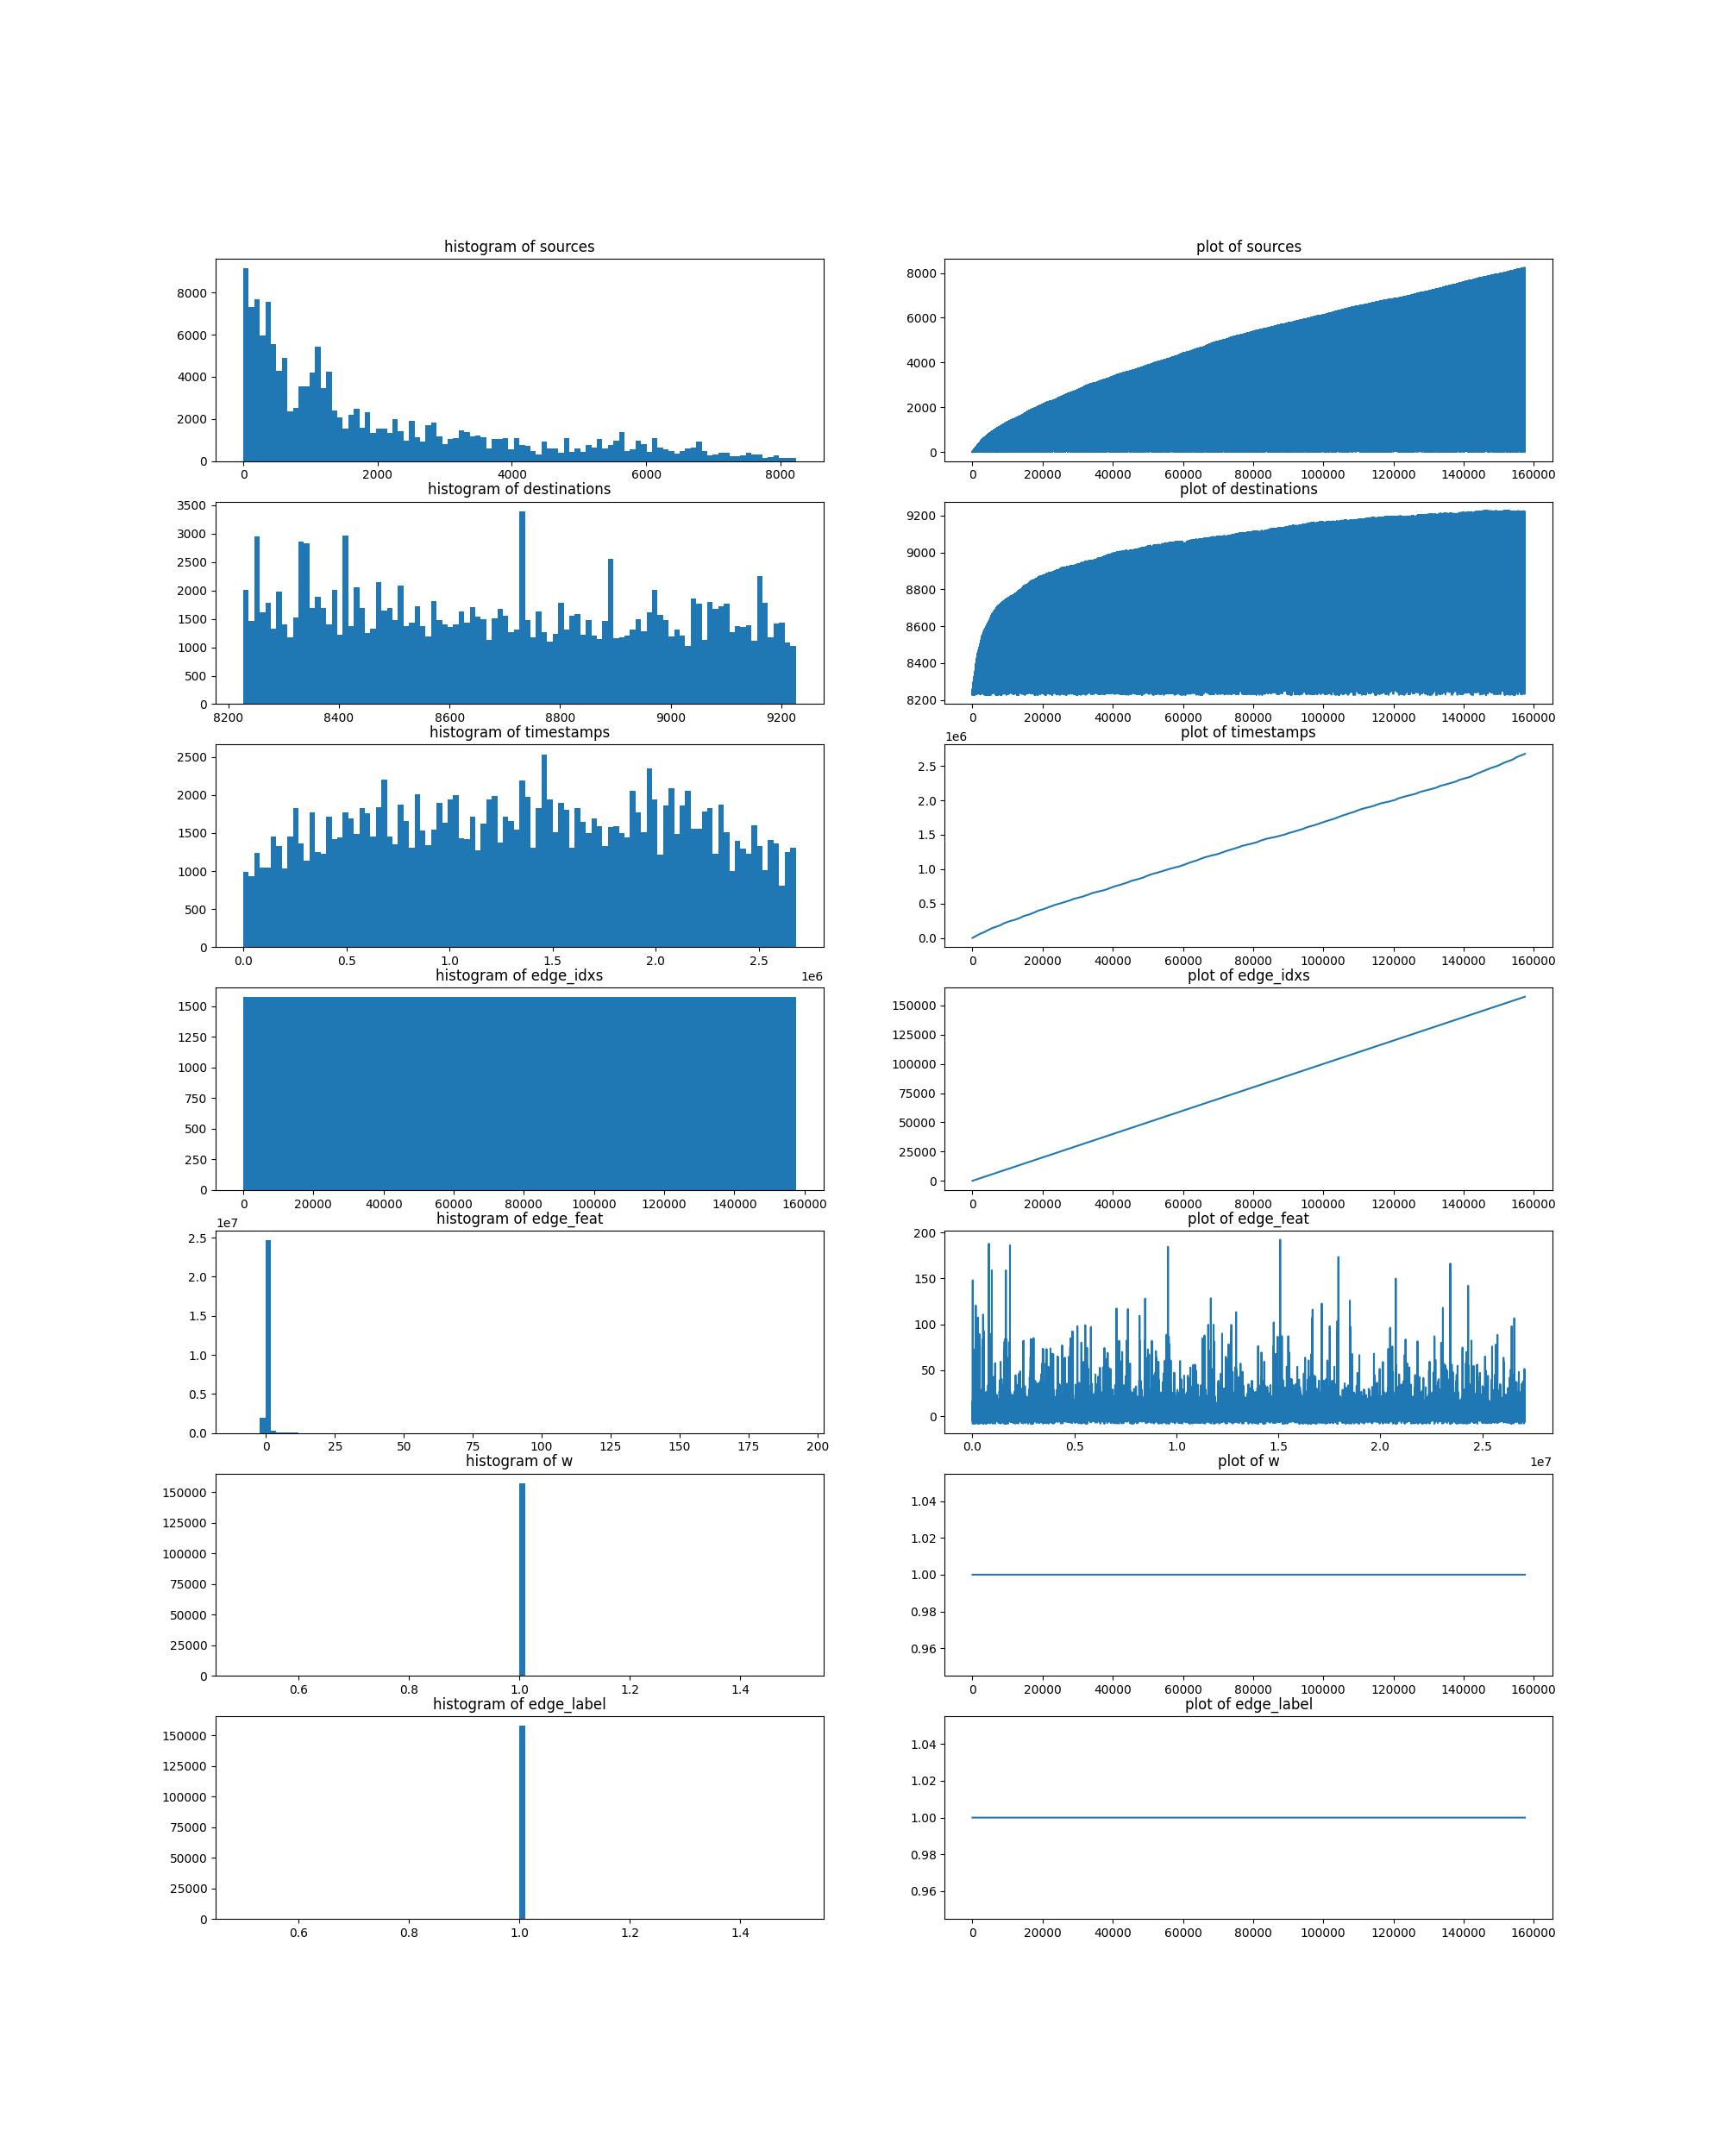 histogram of sources
8000
6000
4000
2000
0
0 2000 4000 6000 8000
plot of sources
8000
6000
4000
2000
0
0 20000 40000 60000 80000 100000 120000 140000 160000
histogram of destinations
3500
3000
2500
2000
1500
1000
500
0
8200 8400 8600 8800 9000 9200
plot of destinations
9200
9000
8800
8600
8400
8200
0 20000 40000 60000 80000 100000 120000 140000 160000
histogram of timestamps
2500
2000
1500
1000
500
0
0.0 0.5 1.0 1.5 2.0 2.5
1e6
plot of timestamps
1e6
2.5
2.0
1.5
1.0
0.5
0.0
0 20000 40000 60000 80000 100000 120000 140000 160000
histogram of edge_idxs
1500
1250
1000
750
500
250
0
0 20000 40000 60000 80000 100000 120000 140000 160000
plot of edge_idxs
150000
125000
100000
75000
50000
25000
0
0 20000 40000 60000 80000 100000 120000 140000 160000
histogram of edge_feat
1e7
2.5
2.0
1.5
1.0
0.5
0.0
0 25 50 75 100 125 150 175 200
plot of edge_feat
200
150
100
50
0
0.0 0.5 1.0 1.5 2.0 2.5
1e7
histogram of w
150000
125000
100000
75000
50000
25000
0
0.6 0.8 1.0 1.2 1.4
plot of w
1.04
1.02
1.00
0.98
0.96
0 20000 40000 60000 80000 100000 120000 140000 160000
histogram of edge_label
150000
125000
100000
75000
50000
25000
0
0.6 0.8 1.0 1.2 1.4
plot of edge_label
1.04
1.02
1.00
0.98
0.96
0 20000 40000 60000 80000 100000 120000 140000 160000